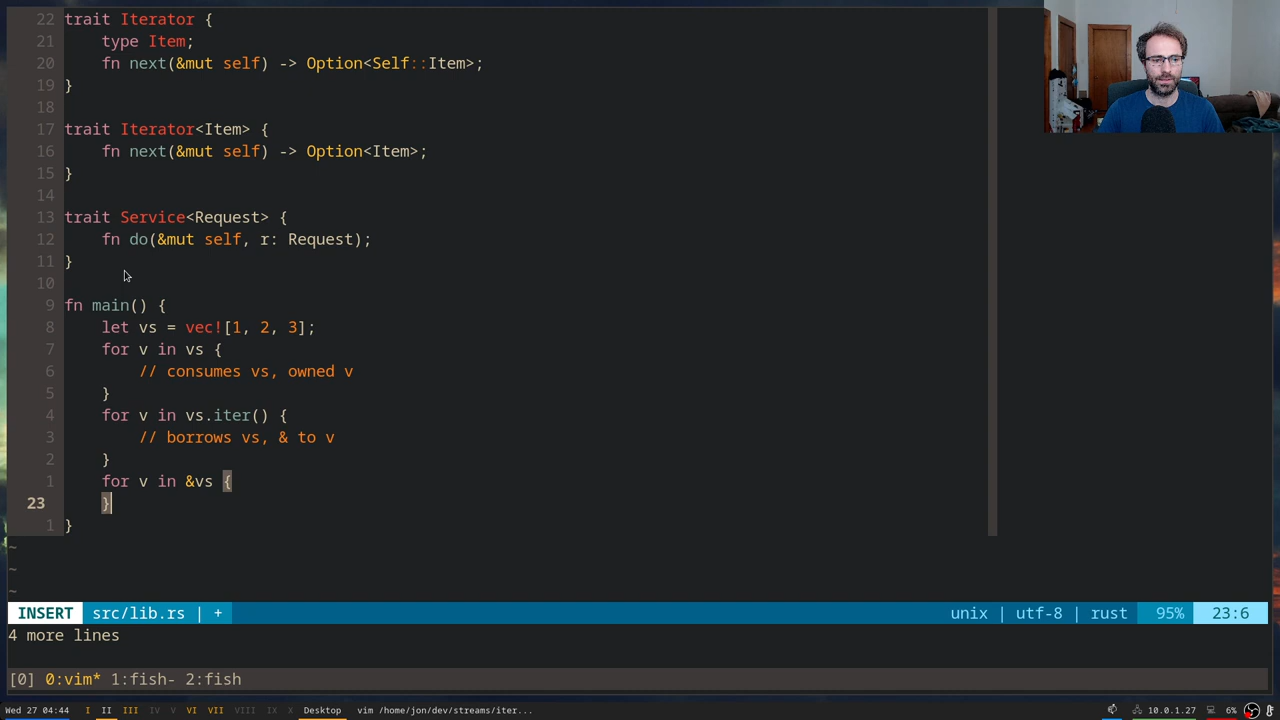 22 trait Iterator {
21     type Item;
20     fn next(&mut self) -> Option<Self::Item>;
19 }
18
17 trait Iterator<Item> {
16     fn next(&mut self) -> Option<Item>;
15 }
14
13 trait Service<Request> {
12     fn do(&mut self, r: Request);
11 }
10
9 fn main() {
8     let vs = vec![1, 2, 3];
7     for v in vs {
6         // consumes vs, owned v
5     }
4     for v in vs.iter() {
3         // borrows vs, & to v
2     }
1     for v in &vs {
23     }
1 }
~
~
~
INSERT src/lib.rs | + unix | utf-8 | rust 95% 23:6
4 more lines
[0] 0:vim* 1:fish- 2:fish
Wed 27 04:44 I II III IV V VI VII VIII IX X Desktop vim /home/jon/dev/streams/iter... 10.0.1.27 6%